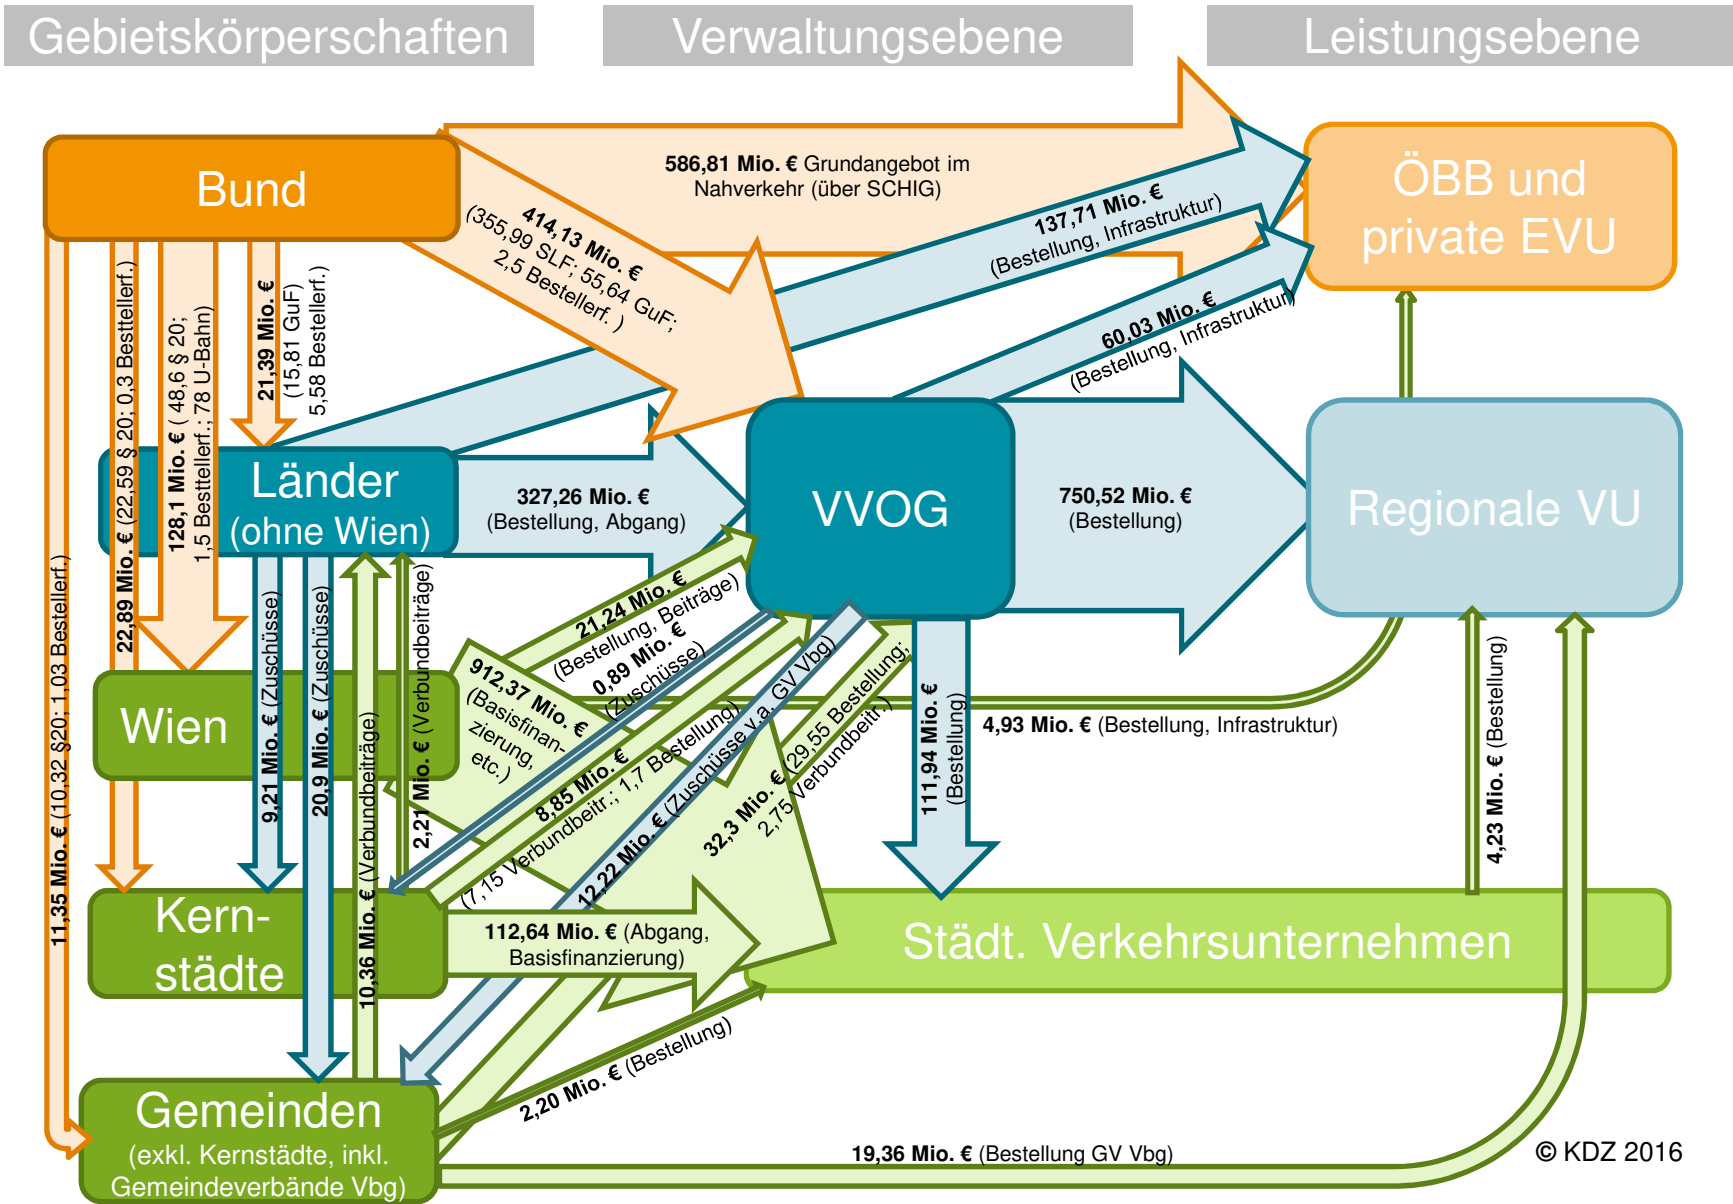 Gebietskörperschaften
Verwaltungsebene
Leistungsebene
Bund
586,81 Mio. € Grundangebot im
Nahverkehr (über SCHIG)
414,13 Mio. €
(355,99 SLF; 55,64 GuF;
2,5 Bestellerf. )
137,71 Mio. €
(Bestellung, Infrastruktur)
60,03 Mio. €
(Bestellung, Infrastruktur)
ÖBB und
private EVU
11,35 Mio. € (10,32 §20; 1,03 Bestellerf.)
22,89 Mio. € (22,59 § 20; 0,3 Besttellerf.)
128,1 Mio. € ( 48,6 § 20;
1,5 Besttellerf.; 78 U-Bahn)
21,39 Mio. €
(15,81 GuF)
5,58 Bestellerf.)
Länder
(ohne Wien)
327,26 Mio. €
(Bestellung, Abgang)
VVOG
750,52 Mio. €
(Bestellung)
Regionale VU
Wien
9,21 Mio. € (Zuschüsse)
20,9 Mio. € (Zuschüsse)
10,36 Mio. € (Verbundbeiträge)
2,21 Mio. € (Verbundbeiträge)
21,24 Mio. €
(Bestellung, Beiträge)
0,89 Mio. €
(Zuschüsse)
912,37 Mio. €
(Basisfinan-
zierung,
etc.)
8,85 Mio. €
(7,15 Verbundbeitr.; 1,7 Bestellung)
12,22 Mio. € (Zuschüsse v.a. GV Vbg)
32,3 Mio. € (29,55 Bestellung,
2,75 Verbundbeitr.)
111,94 Mio. €
(Bestellung)
4,93 Mio. € (Bestellung, Infrastruktur)
4,23 Mio. € (Bestellung)
Kern-
städte
112,64 Mio. € (Abgang,
Basisfinanzierung)
Städt. Verkehrsunternehmen
2,20 Mio. € (Bestellung)
Gemeinden
(exkl. Kernstädte, inkl.
Gemeindeverbände Vbg)
19,36 Mio. € (Bestellung GV Vbg)
© KDZ 2016